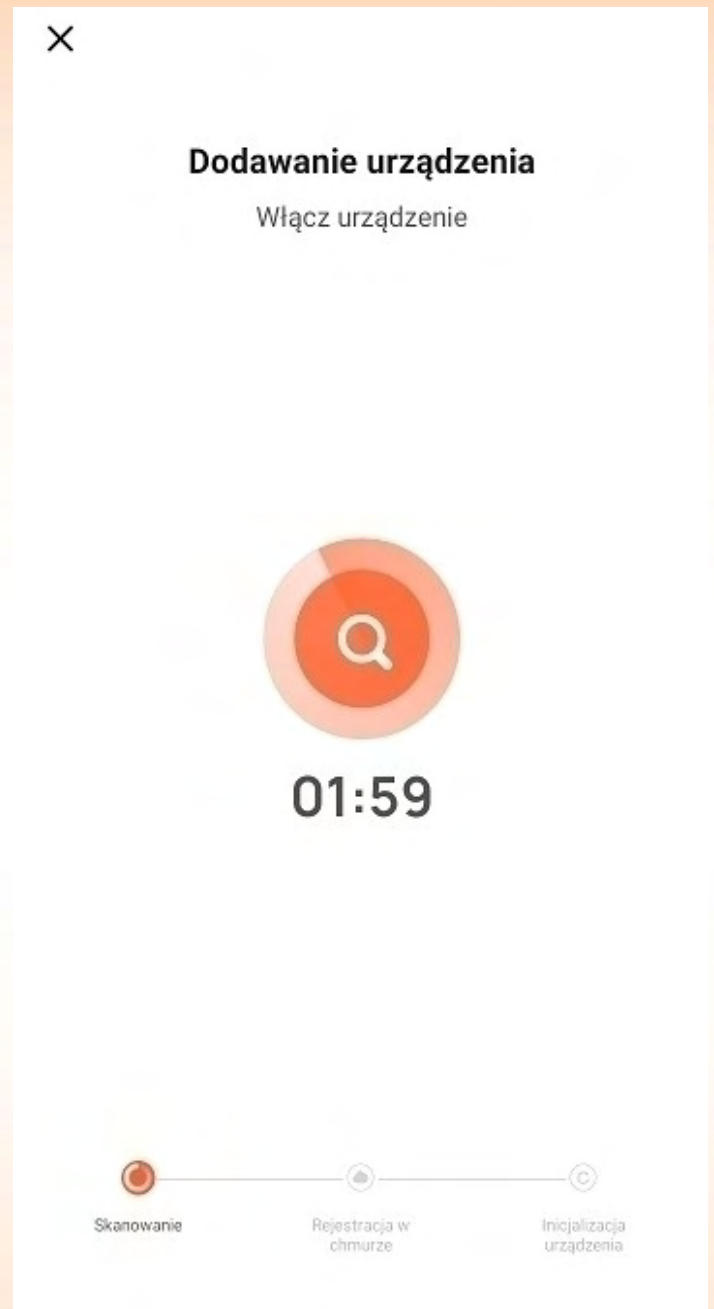 Dodawanie urządzenia
Włącz urządzenie
01:59
Skanowanie
Rejestracja w
chmurze
Inicjalizacja
urządzenia